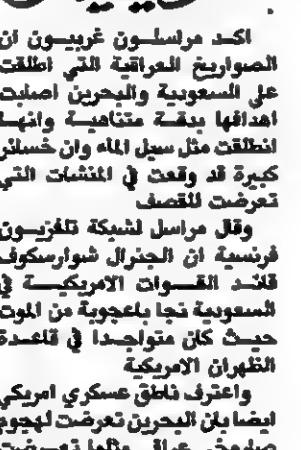 اكد مراسلون غربيون ان
الصواريخ العراقية التي اطلقت
على السعودية والبحرين اصابت
اهدافها بدقة متناهية وانها
انطلقت مثل سيل الماء وان خسائر
كبيرة قد وقعت في المنشات التي
تعرضت للقصف
وقال مراسل لشبكة تلفزيون
فرنسية ان الجنرال شوارسكوف
قائد القوات الامريكية في
السعودية نجا باعجوبة من الموت
حيث كان متواجدا في قاعدة
الظهران الامريكية
واعترف ناطق عسكري امريكي
ايضا بان البحرين تعرضت لهجوم
صاروخي عراقي